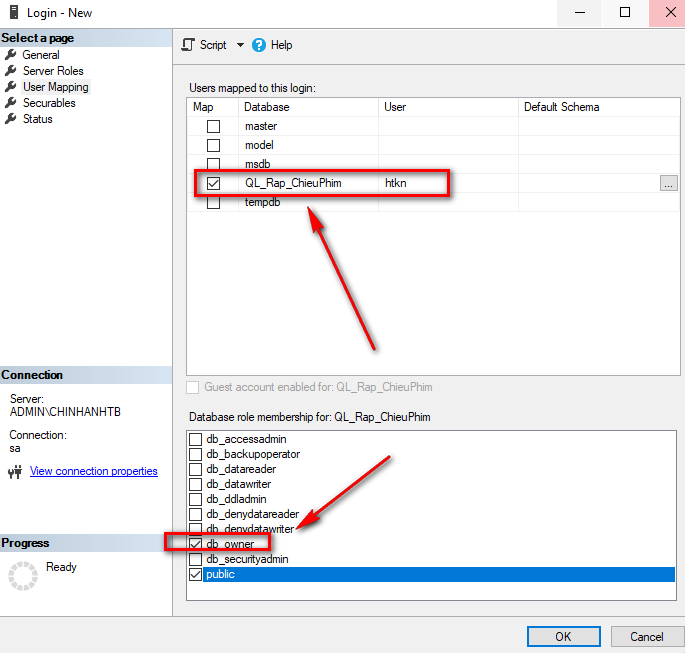 Login - New
Select a page
General
Server Roles
User Mapping
Securables
Status
Script
Help
Users mapped to this login:
Map Database User Default Schema
master
model
msdb
QL_Rap_ChieuPhim htkn ...
tempdb
Guest account enabled for: QL_Rap_ChieuPhim
Database role membership for: QL_Rap_ChieuPhim
db_accessadmin
db_backupoperator
db_datareader
db_datawriter
db_ddladmin
db_denydatareader
db_denydatawriter
db_owner
db_securityadmin
public
Connection
Server:
ADMIN\CHINHANHTB
Connection:
sa
View connection properties
Progress
Ready
OK Cancel